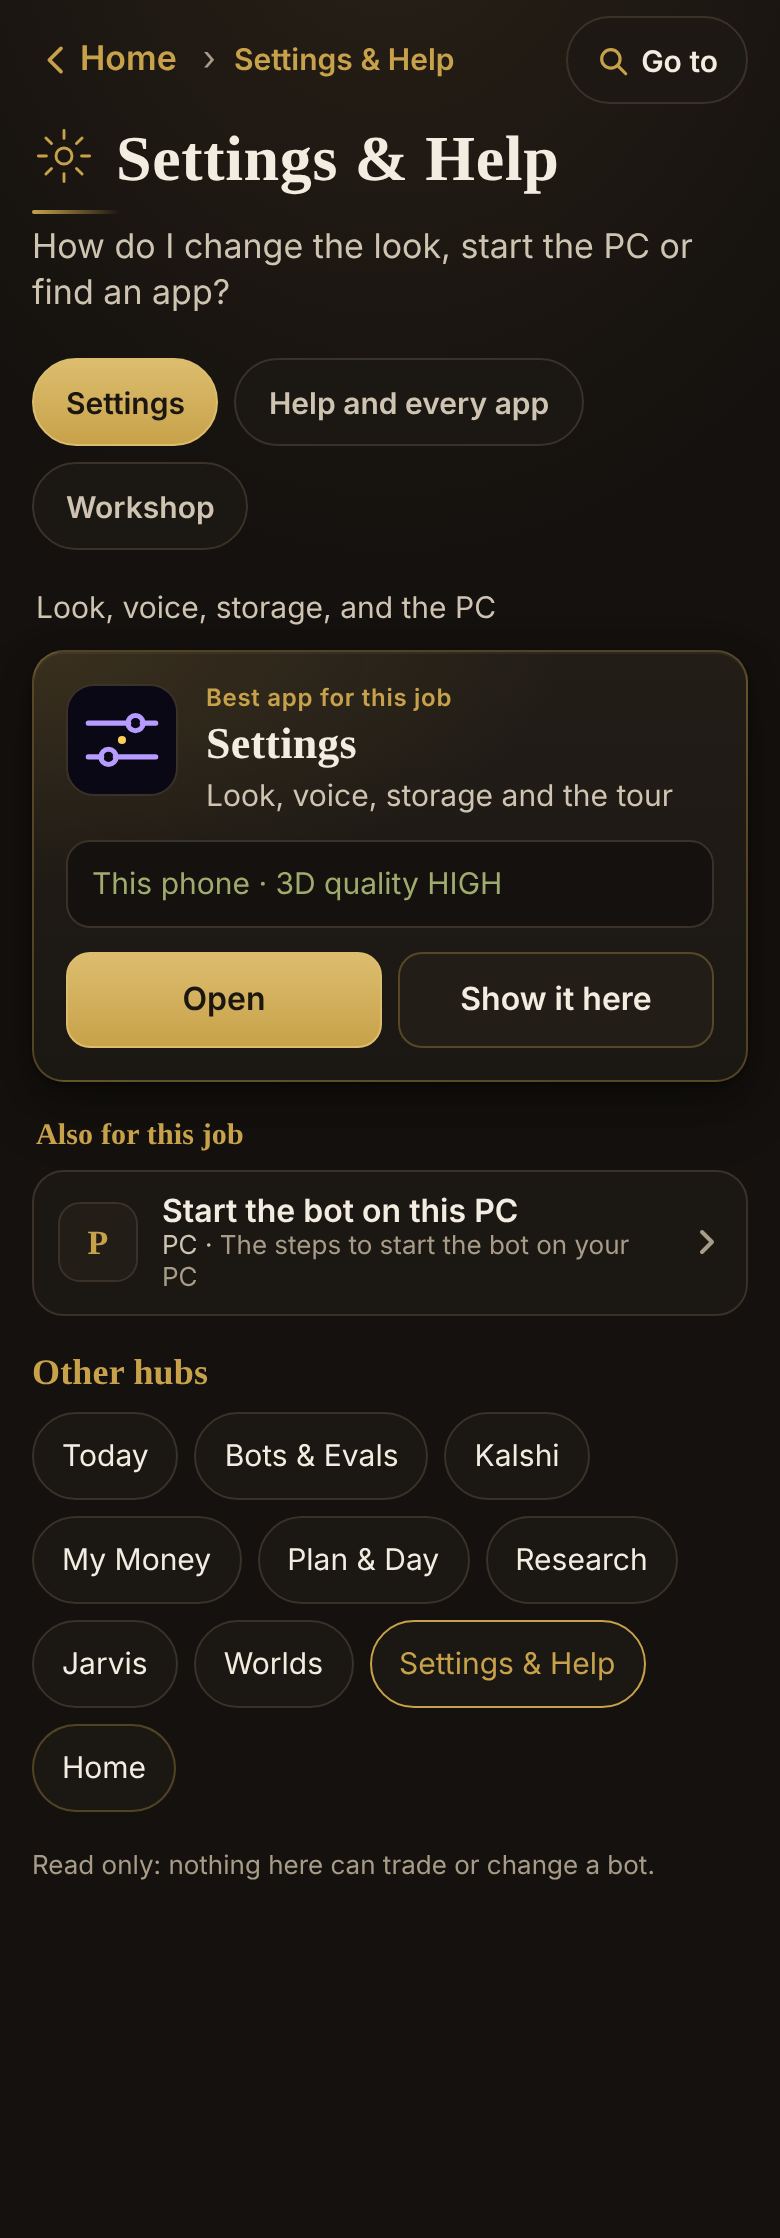 Home › Settings & Help
Go to
Settings & Help
How do I change the look, start the PC or
find an app?
Settings
Help and every app
Workshop
Look, voice, storage, and the PC
Best app for this job
Settings
Look, voice, storage and the tour
This phone · 3D quality HIGH
Open
Show it here
Also for this job
P
Start the bot on this PC
PC · The steps to start the bot on your
PC
Other hubs
Today
Bots & Evals
Kalshi
My Money
Plan & Day
Research
Jarvis
Worlds
Settings & Help
Home
Read only: nothing here can trade or change a bot.